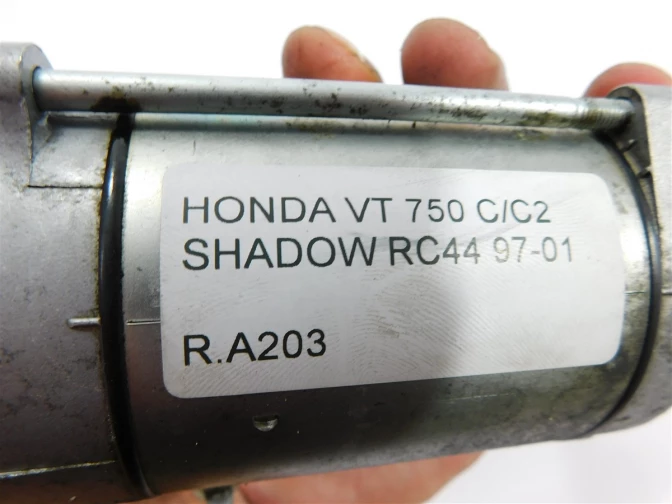 HONDA VT 750 C/C2
SHADOW RC44 97-01
R.A203